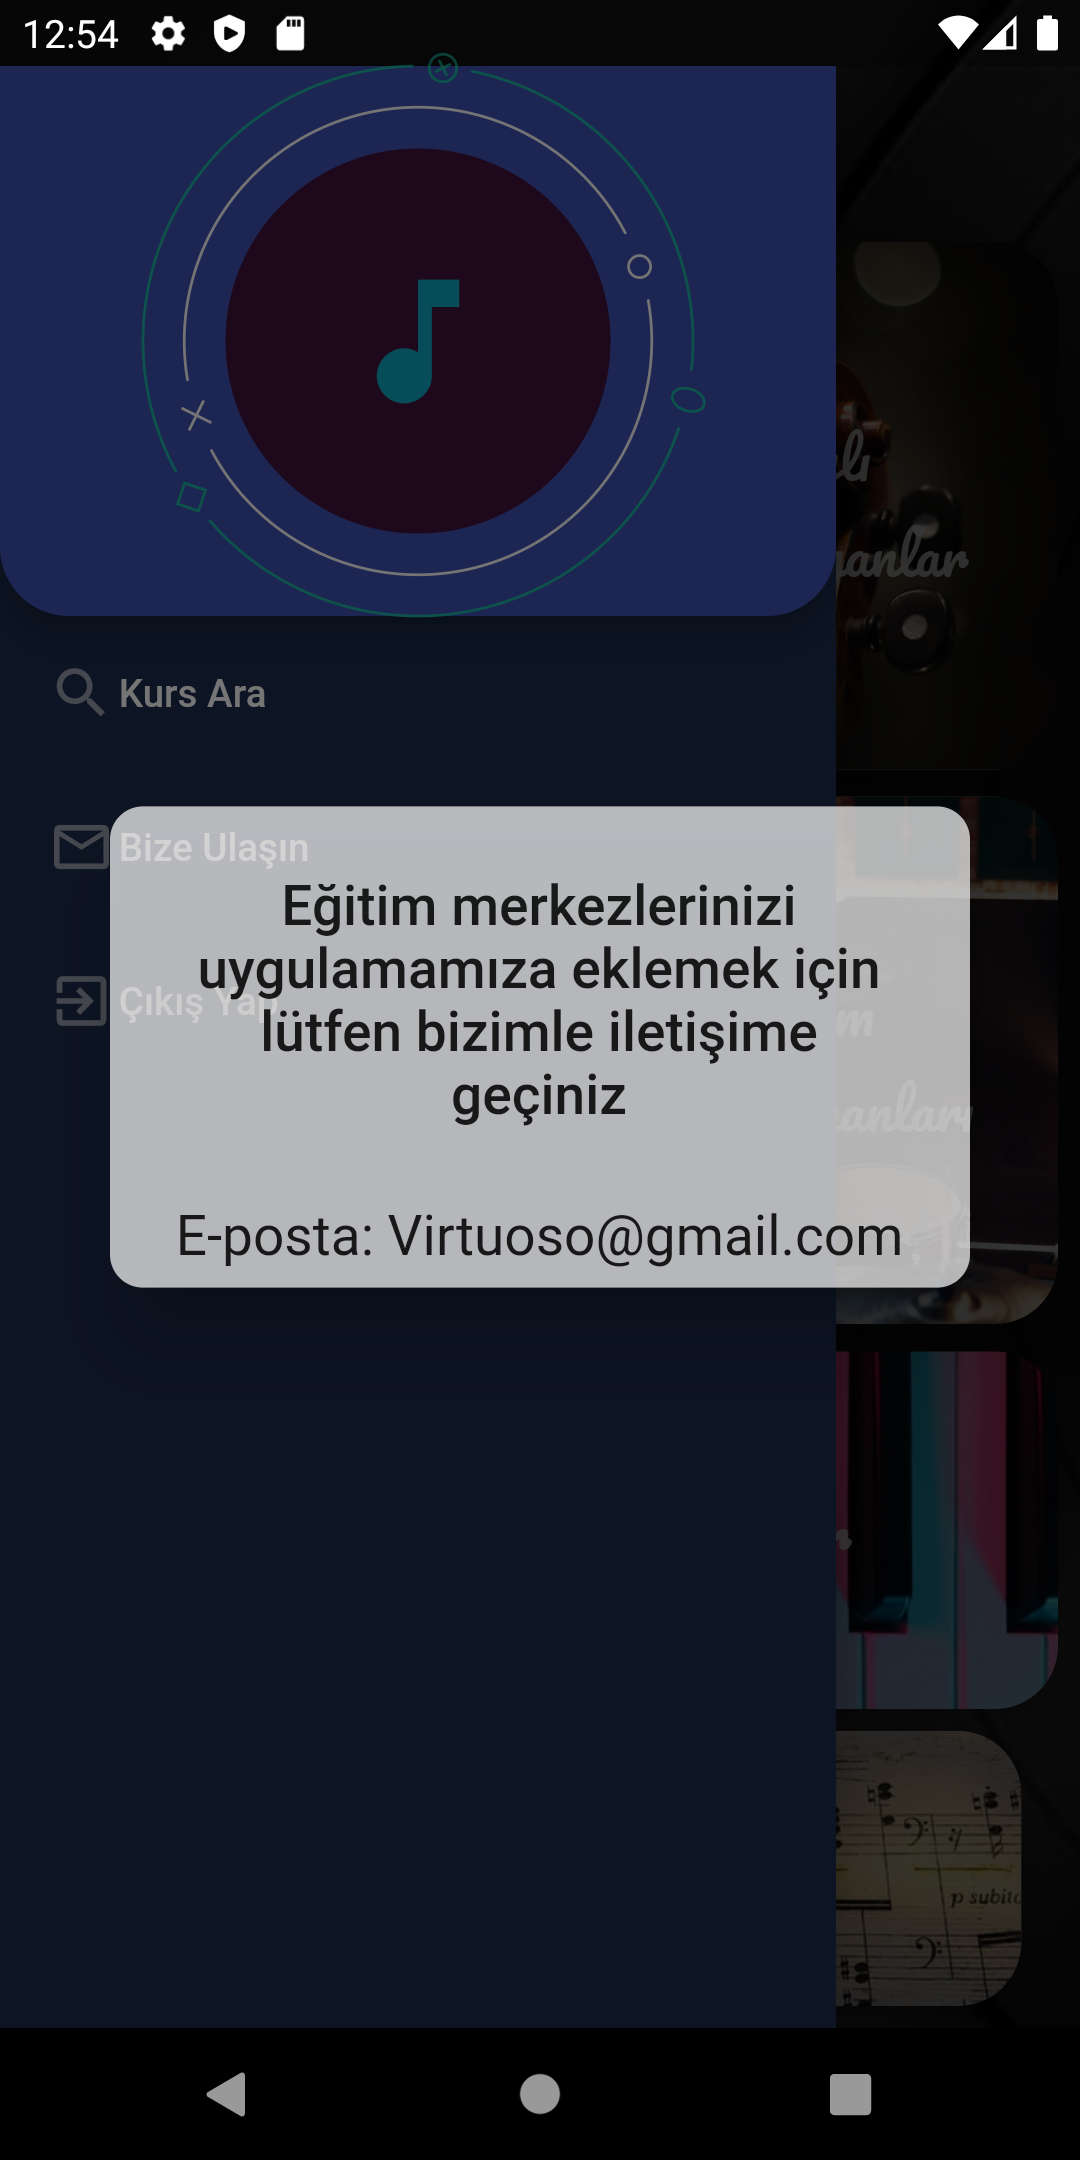 12:54
Kurs Ara
Bize Ulaşın
Çıkış Yap
Eğitim merkezlerinizi
uygulamamıza eklemek için
lütfen bizimle iletişime
geçiniz
E-posta: Virtuoso@gmail.com